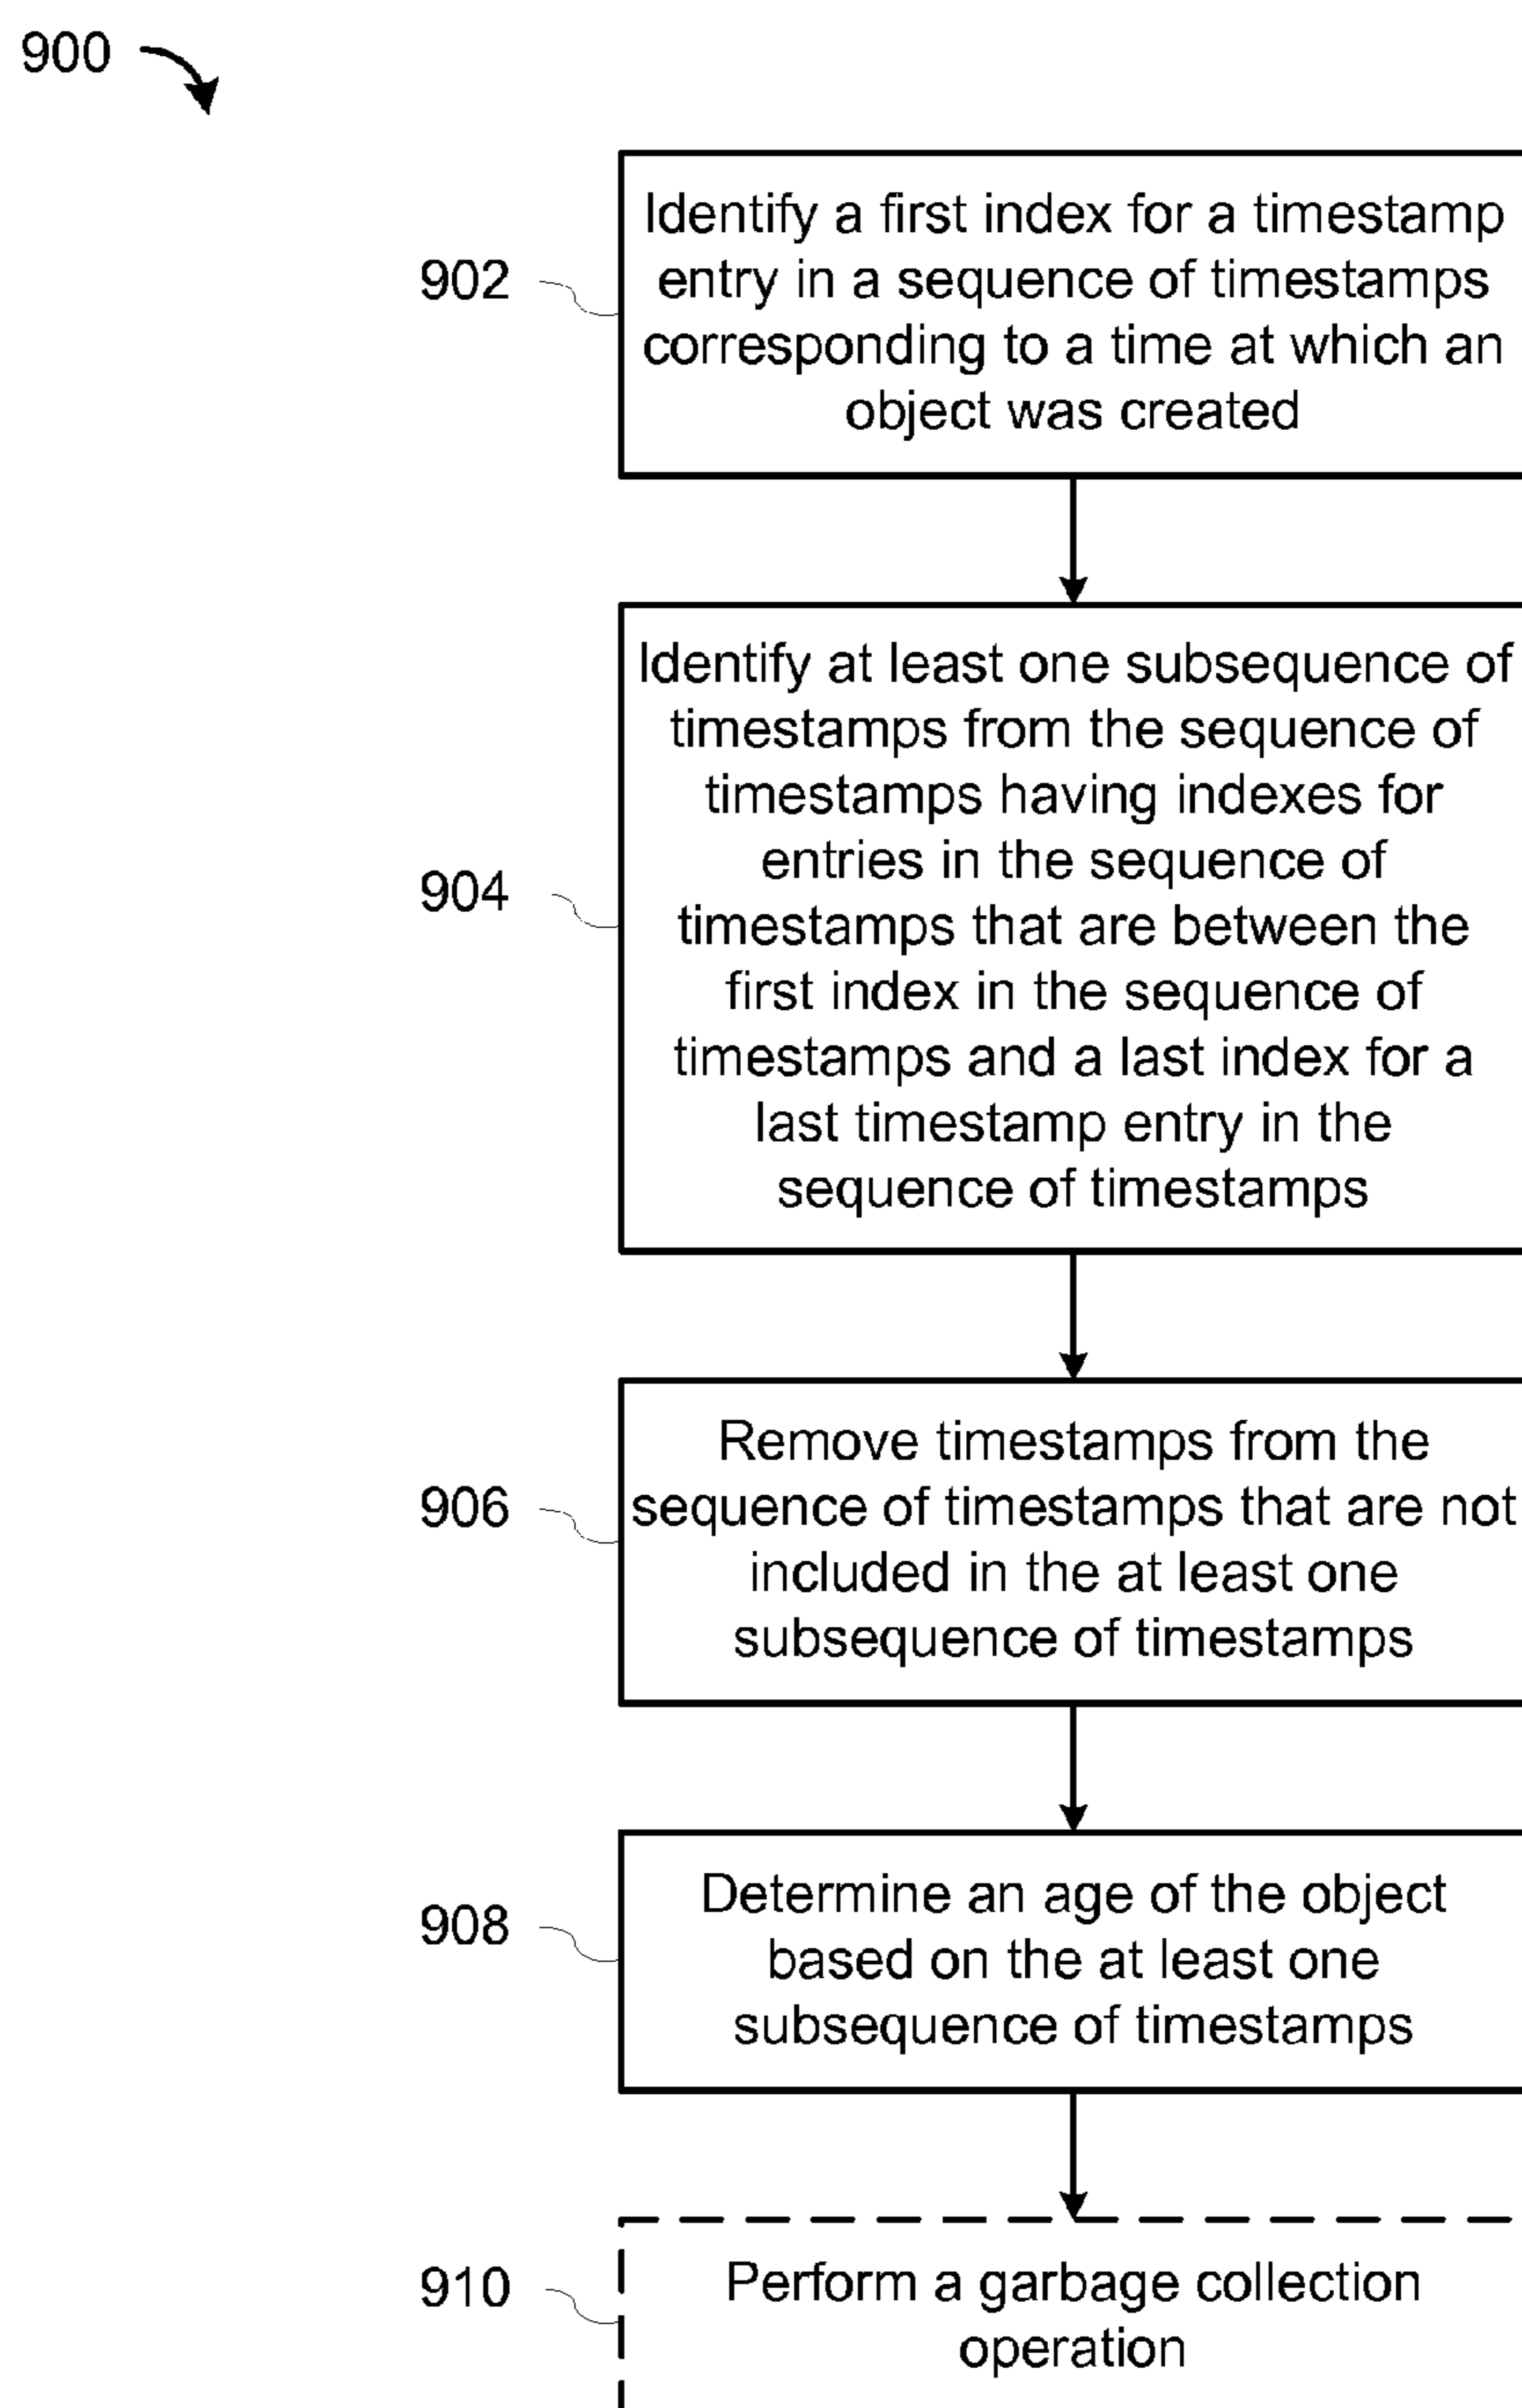 900
902
Identify a first index for a timestamp
entry in a sequence of timestamps
corresponding to a time at which an
object was created
904
Identify at least one subsequence of
timestamps from the sequence of
timestamps having indexes for
entries in the sequence of
timestamps that are between the
first index in the sequence of
timestamps and a last index for a
last timestamp entry in the
sequence of timestamps
906
Remove timestamps from the
sequence of timestamps that are not
included in the at least one
subsequence of timestamps
908
Determine an age of the object
based on the at least one
subsequence of timestamps
910
Perform a garbage collection
operation